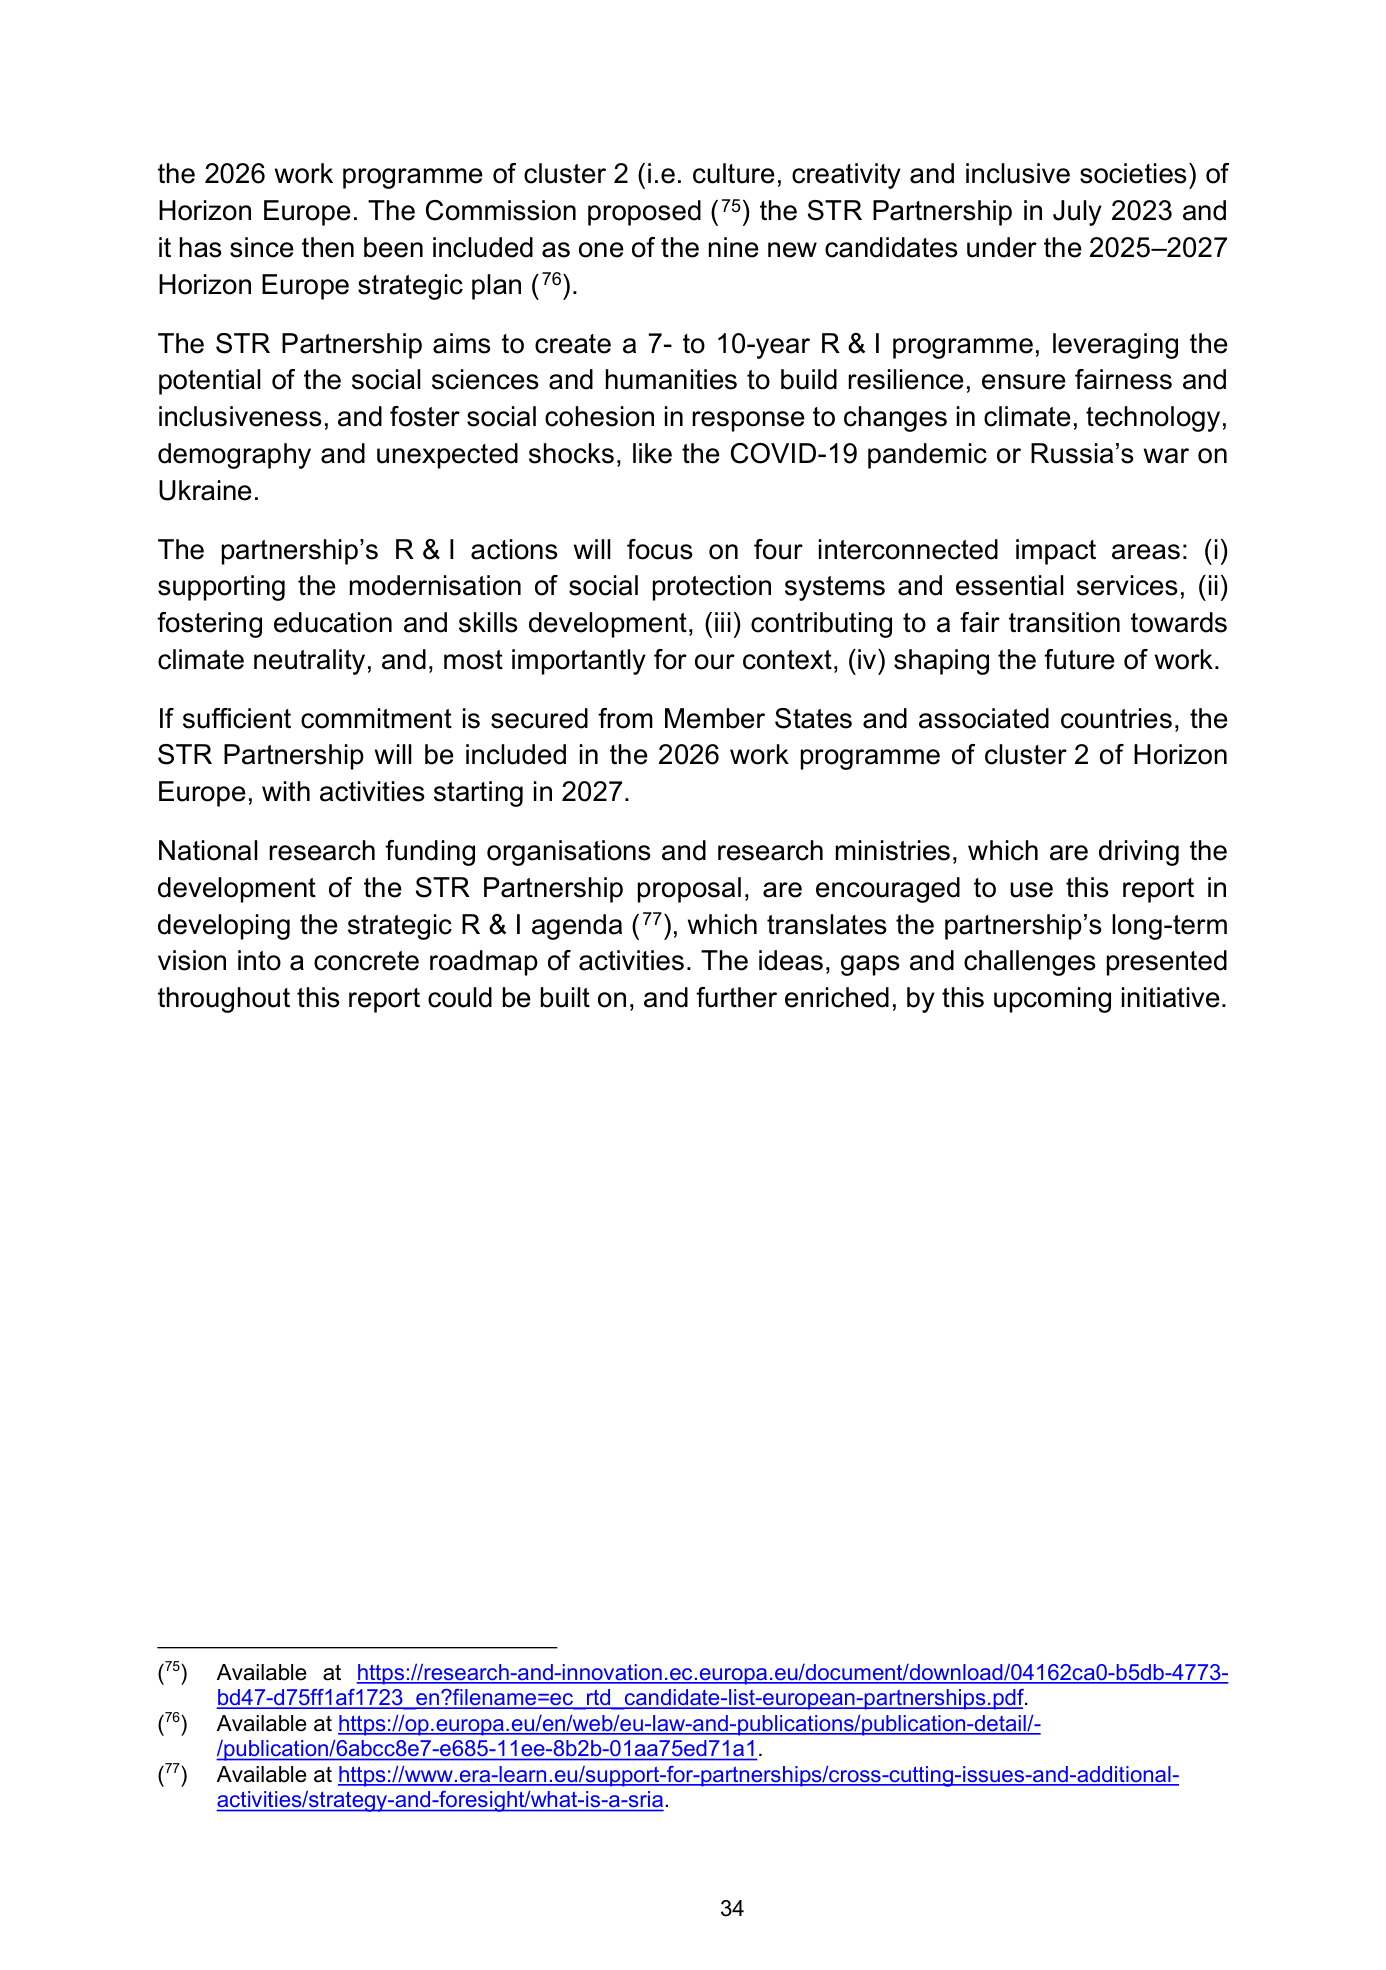 the 2026 work programme of cluster 2 (i.e. culture, creativity and inclusive societies) of
Horizon Europe. The Commission proposed (75) the STR Partnership in July 2023 and
it has since then been included as one of the nine new candidates under the 2025–2027
Horizon Europe strategic plan (76).
The STR Partnership aims to create a 7- to 10-year R & I programme, leveraging the
potential of the social sciences and humanities to build resilience, ensure fairness and
inclusiveness, and foster social cohesion in response to changes in climate, technology,
demography and unexpected shocks, like the COVID-19 pandemic or Russia’s war on
Ukraine.
The partnership’s R & I actions will focus on four interconnected impact areas: (i)
supporting the modernisation of social protection systems and essential services, (ii)
fostering education and skills development, (iii) contributing to a fair transition towards
climate neutrality, and, most importantly for our context, (iv) shaping the future of work.
If sufficient commitment is secured from Member States and associated countries, the
STR Partnership will be included in the 2026 work programme of cluster 2 of Horizon
Europe, with activities starting in 2027.
National research funding organisations and research ministries, which are driving the
development of the STR Partnership proposal, are encouraged to use this report in
developing the strategic R & I agenda (77), which translates the partnership’s long-term
vision into a concrete roadmap of activities. The ideas, gaps and challenges presented
throughout this report could be built on, and further enriched, by this upcoming initiative.
(75) Available at https://research-and-innovation.ec.europa.eu/document/download/04162ca0-b5db-4773-
bd47-d75ff1af1723_en?filename=ec_rtd_candidate-list-european-partnerships.pdf.
(76) Available at https://op.europa.eu/en/web/eu-law-and-publications/publication-detail/-
/publication/6abcc8e7-e685-11ee-8b2b-01aa75ed71a1.
(77) Available at https://www.era-learn.eu/support-for-partnerships/cross-cutting-issues-and-additional-
activities/strategy-and-foresight/what-is-a-sria.
34